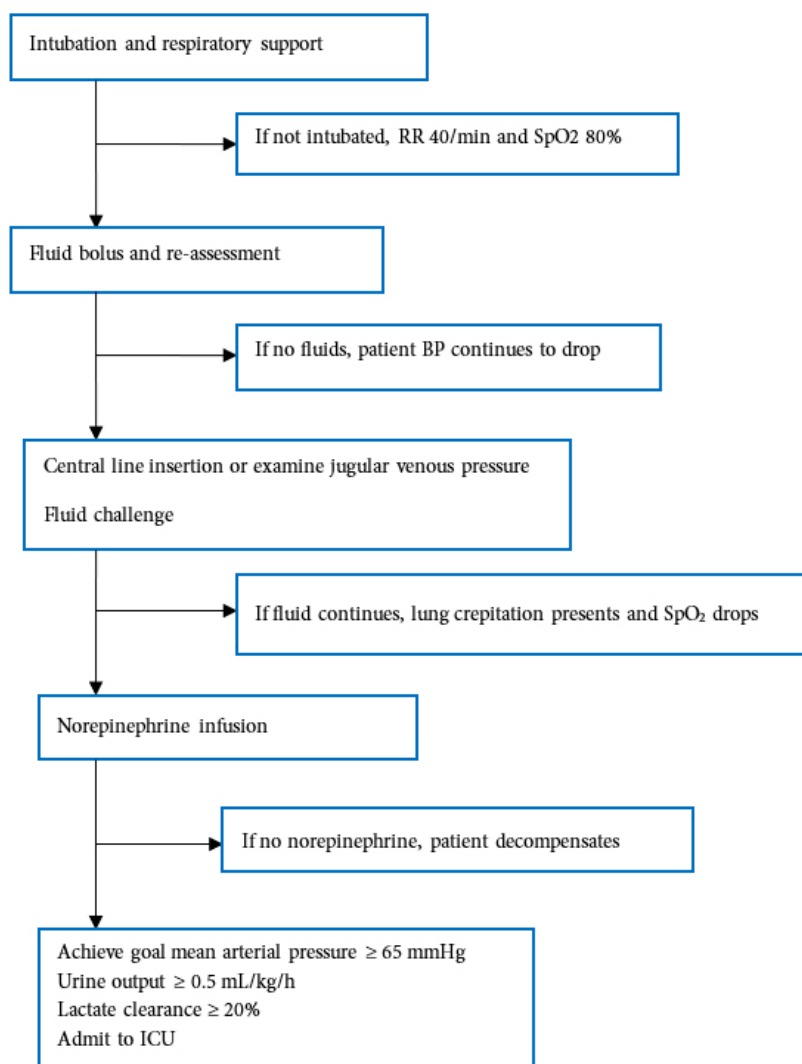 Intubation and respiratory support
If not intubated, RR 40/min and SpO2 80%
Fluid bolus and re-assessment
If no fluids, patient BP continues to drop
Central line insertion or examine jugular venous pressure
Fluid challenge
If fluid continues, lung crepitation presents and SpO₂ drops
Norepinephrine infusion
If no norepinephrine, patient decompensates
Achieve goal mean arterial pressure ≥ 65 mmHg
Urine output ≥ 0.5 mL/kg/h
Lactate clearance ≥ 20%
Admit to ICU